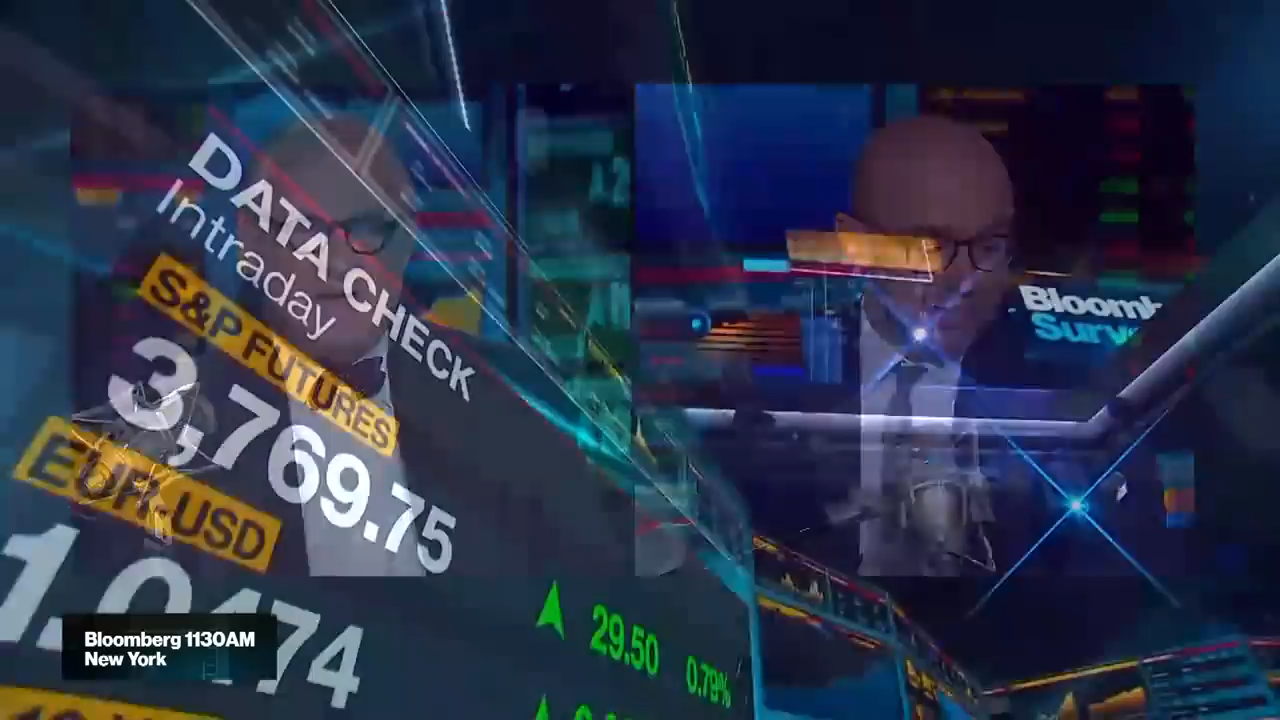 DATA CHECK
Intraday
S&P FUTURES
3,769.75
29.50 0.79%
EUR-USD
Bloomberg 1130AM
New York